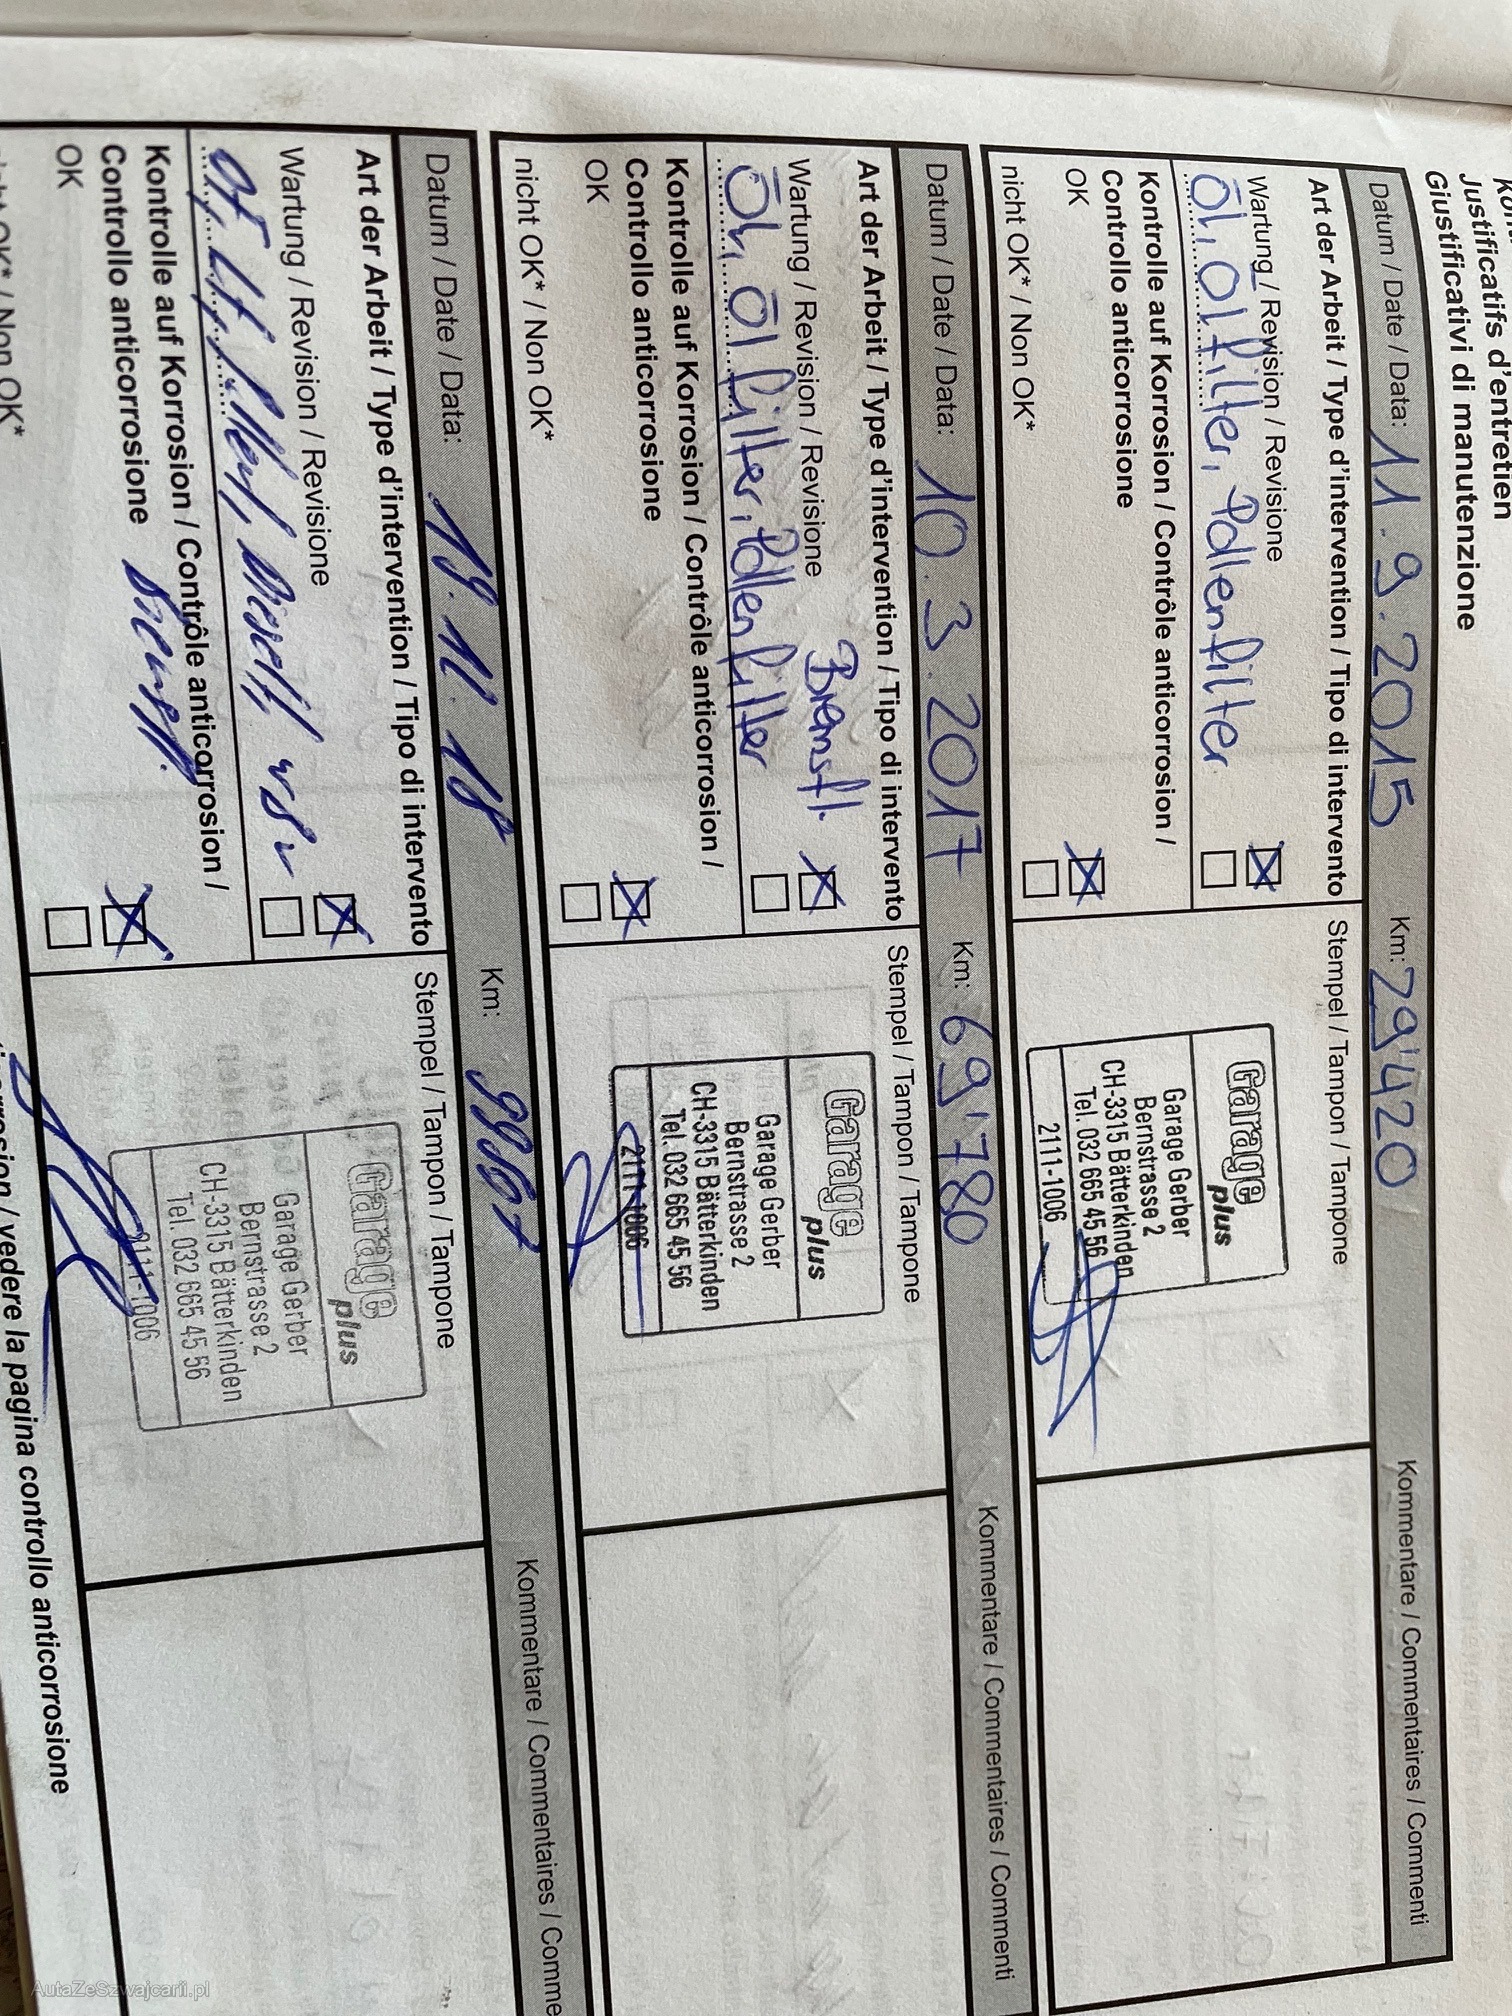 Justificatifs d'entretien
Giustificativi di manutenzione
Datum / Date / Data: 11.9.2015 Km: 29'420 Kommentare / Commentaires / Commenti
Art der Arbeit / Type d'intervention / Tipo di intervento Stempel / Tampon / Tampone
Wartung / Revision / Revisione
Öl, Ölfilter, Pollenfilter
Kontrolle auf Korrosion / Contrôle anticorrosion /
Controllo anticorrosione
OK
nicht OK* / Non OK*
Garage
plus
Garage Gerber
Bernstrasse 2
CH-3315 Bätterkinden
Tel. 032 665 45 56
2111-1006
Datum / Date / Data: 10.3.2017 Km: 69'780 Kommentare / Commentaires / Commenti
Art der Arbeit / Type d'intervention / Tipo di intervento Stempel / Tampon / Tampone
Wartung / Revision / Revisione Bremsfl.
Öl, Ölfilter, Pollenfilter
Kontrolle auf Korrosion / Contrôle anticorrosion /
Controllo anticorrosione
OK
nicht OK* / Non OK*
Garage
plus
Garage Gerber
Bernstrasse 2
CH-3315 Bätterkinden
Tel. 032 665 45 56
2111-1006
Datum / Date / Data: Km: Kommentare / Commentaires / Comme
Art der Arbeit / Type d'intervention / Tipo di intervento Stempel / Tampon / Tampone
Wartung / Revision / Revisione
Kontrolle auf Korrosion / Contrôle anticorrosion /
Controllo anticorrosione
OK
OK* / Non OK*
Garage
plus
Garage Gerber
Bernstrasse 2
CH-3315 Bätterkinden
Tel. 032 665 45 56
2111-1006
/ vedere la pagina controllo anticorrosione
AutaZeSzwajcarii.pl